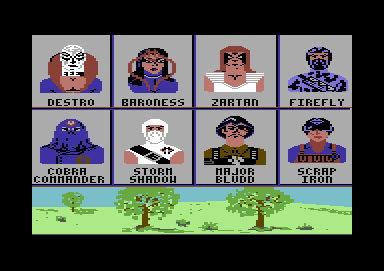 DESTRO BARONESS ZARTAN FIREFLY
COBRA STORM MAJOR SCRAP
COMMANDER SHADOW BLUDD IRON